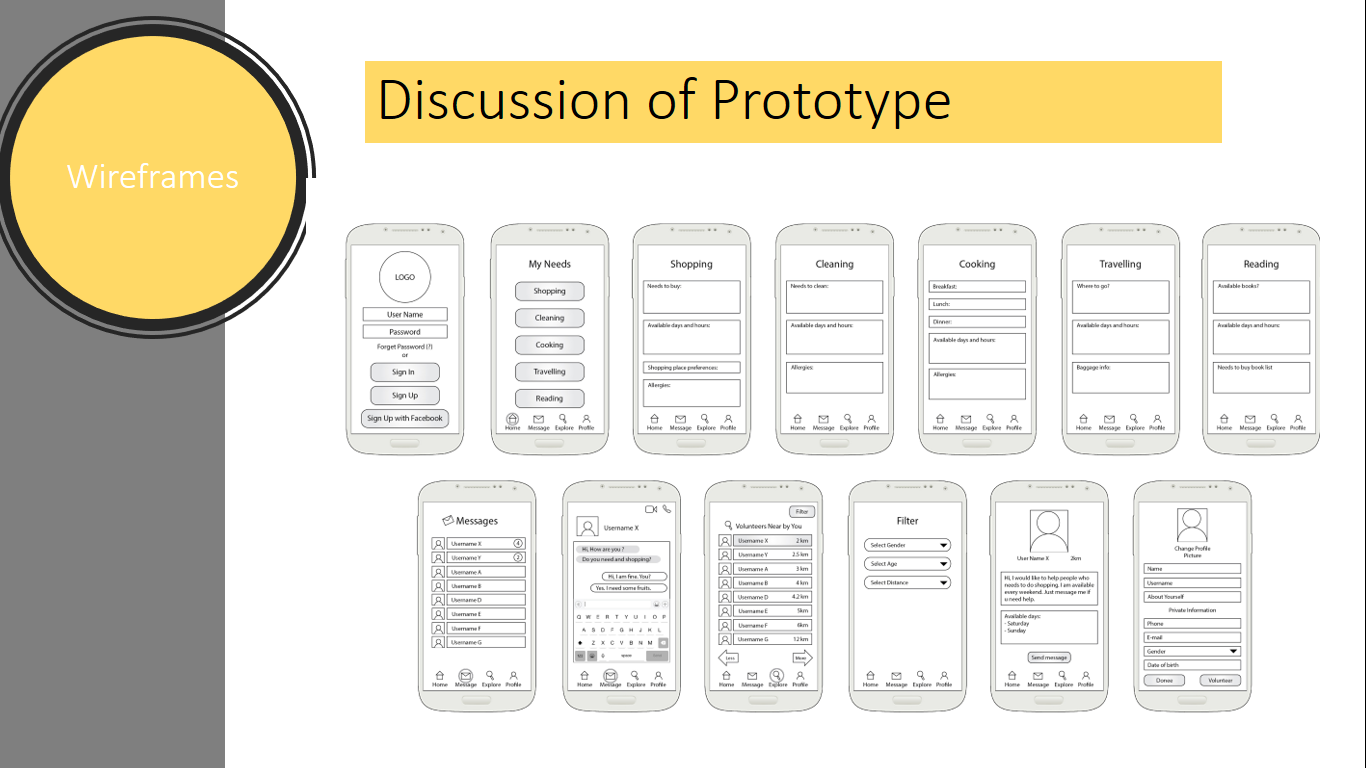 Wireframes
Discussion of Prototype
LOGO
User Name
Password
Forget Password (?)
or
Sign In
Sign Up
Sign Up with Facebook
My Needs
Shopping
Cleaning
Cooking
Travelling
Reading
Home Message Explore Profile
Shopping
Needs to buy:
Available days and hours:
Shopping place preferences:
Allergies:
Home Message Explore Profile
Cleaning
Needs to clean:
Available days and hours:
Allergies:
Home Message Explore Profile
Cooking
Breakfast:
Lunch:
Dinner:
Available days and hours:
Allergies:
Home Message Explore Profile
Travelling
Where to go?
Available days and hours:
Baggage info:
Home Message Explore Profile
Reading
Available books?
Available days and hours:
Needs to buy book list
Home Message Explore Profile
Messages
Username X 4
Username Y 2
Username A
Username B
Username D
Username E
Username F
Username G
Home Message Explore Profile
Username X
Hi, How are you ?
Do you need and shopping?
Hi, I am fine. You?
Yes. I need some fruits.
Q W E R T Y U I O P
A S D F G H J K L
Z X C V B N M
space
Home Message Explore Profile
Filter
Volunteers Near by You
Username X 2 km
Username Y 2.5 km
Username A 3 km
Username B 4 km
Username D 4.2 km
Username E 5km
Username F 6km
Username G 12 km
Less More
Home Message Explore Profile
Filter
Select Gender
Select Age
Select Distance
Home Message Explore Profile
User Name X 2km
Hi, I would like to help people who
needs to do shopping. I am available
every weekend. Just message me if
u need help.
Available days:
- Saturday
- Sunday
Send message
Home Message Explore Profile
Change Profile
Picture
Name
Username
About Yourself
Private Information
Phone
E-mail
Gender
Date of birth
Donee Volunteer